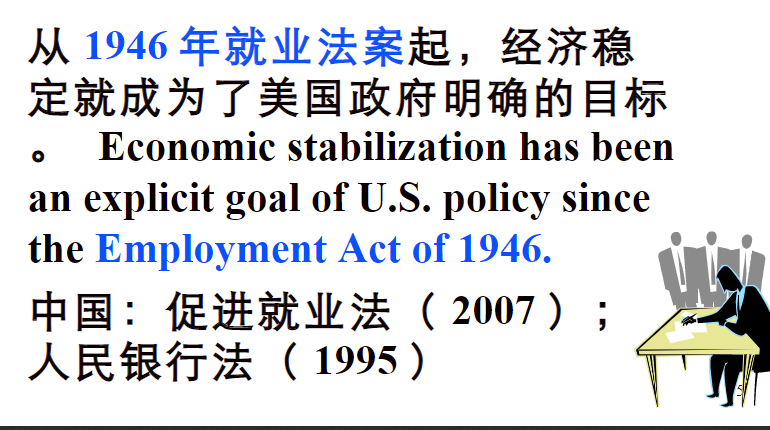 从 1946 年就业法案起，经济稳
定就成为了美国政府明确的目标
。 Economic stabilization has been
an explicit goal of U.S. policy since
the Employment Act of 1946.
中国：促进就业法（ 2007 ）；
人民银行法（ 1995 ）
5